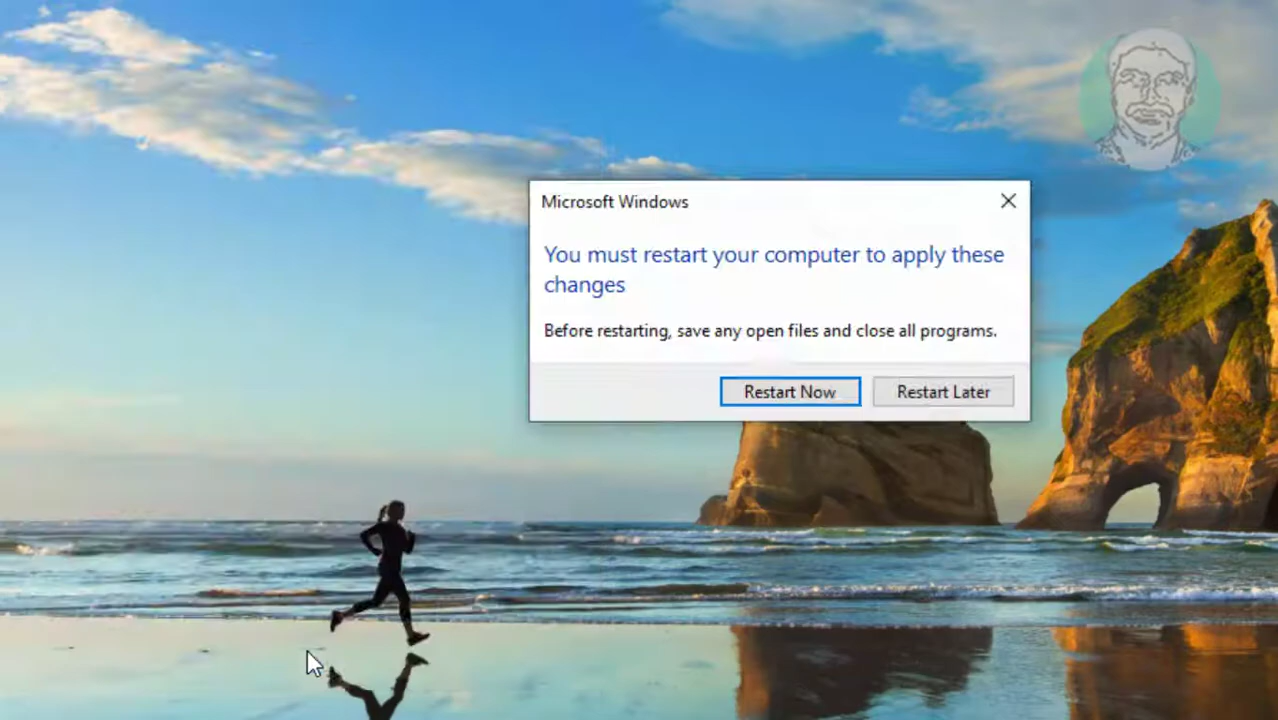 Microsoft Windows
You must restart your computer to apply these
changes
Before restarting, save any open files and close all programs.
Restart Now
Restart Later